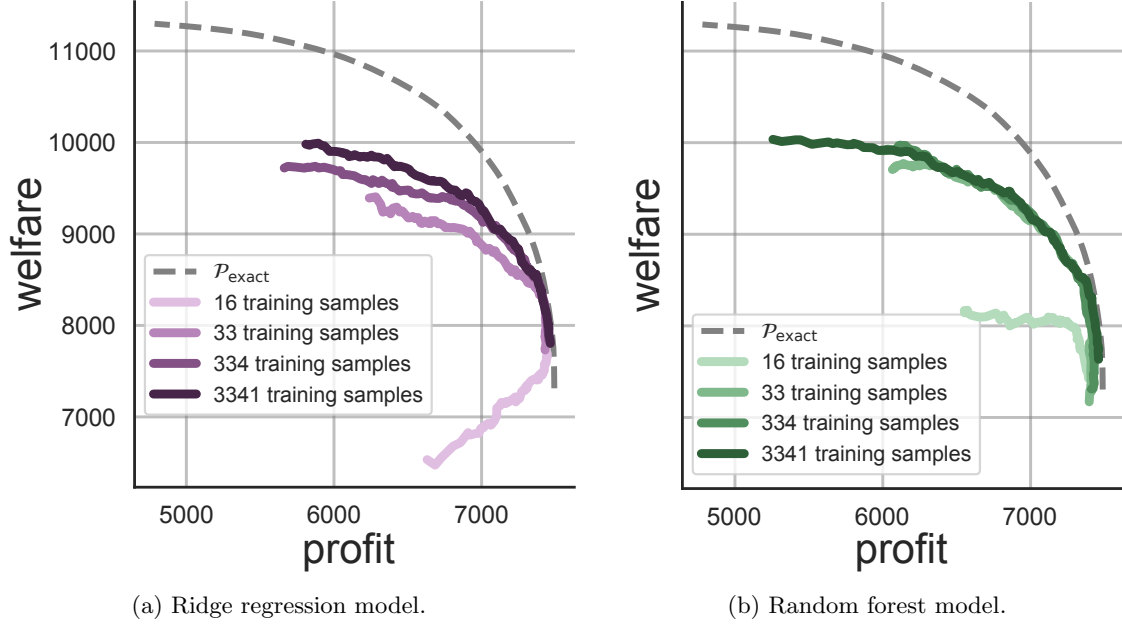 11000
10000
9000
8000
7000
welfare
𝒫exact
16 training samples
33 training samples
334 training samples
3341 training samples
5000 6000 7000
profit
(a) Ridge regression model.
welfare
𝒫exact
16 training samples
33 training samples
334 training samples
3341 training samples
5000 6000 7000
profit
(b) Random forest model.